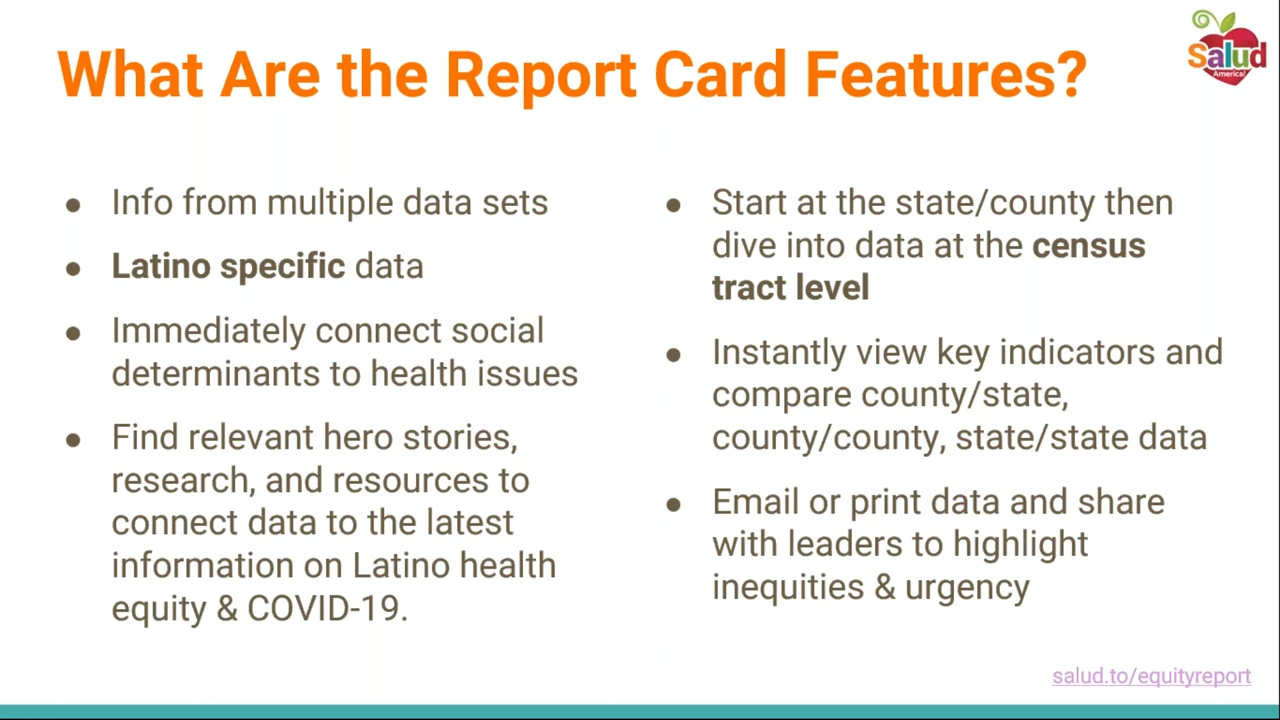 What Are the Report Card Features?
Salud
America!
● Info from multiple data sets
● Latino specific data
● Immediately connect social
determinants to health issues
● Find relevant hero stories,
research, and resources to
connect data to the latest
information on Latino health
equity & COVID-19.
● Start at the state/county then
dive into data at the census
tract level
● Instantly view key indicators and
compare county/state,
county/county, state/state data
● Email or print data and share
with leaders to highlight
inequities & urgency
salud.to/equityreport